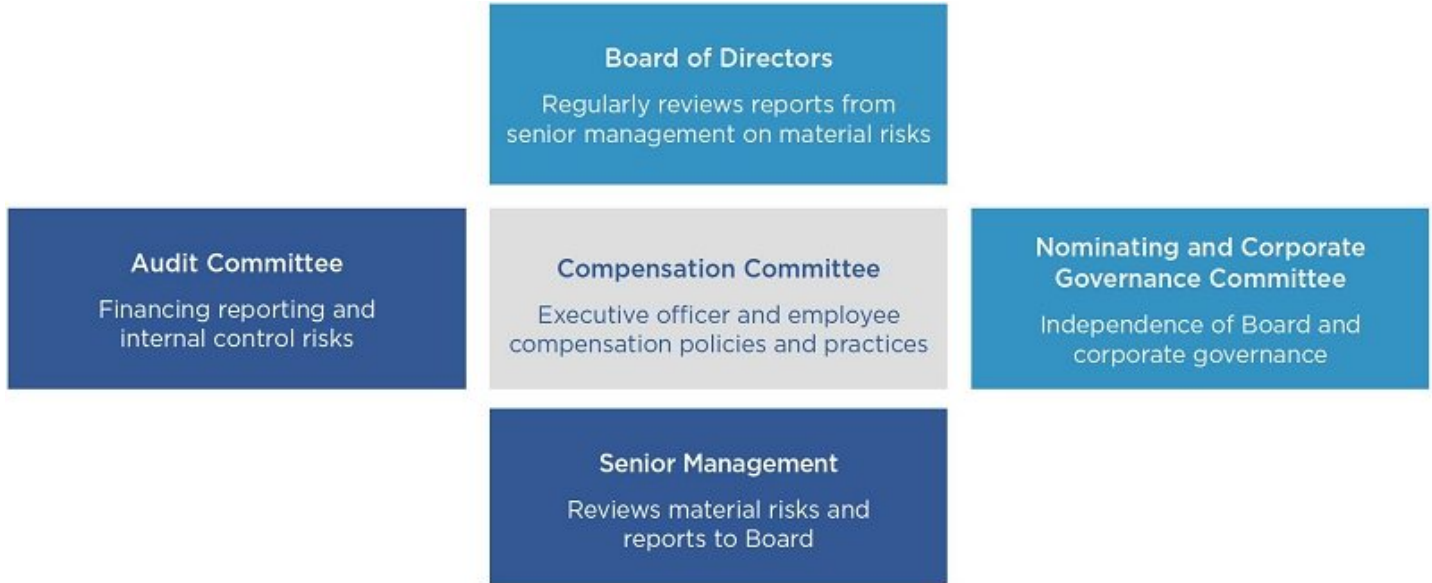 Board of Directors
Regularly reviews reports from
senior management on material risks
Audit Committee
Financing reporting and
internal control risks
Compensation Committee
Executive officer and employee
compensation policies and practices
Nominating and Corporate
Governance Committee
Independence of Board and
corporate governance
Senior Management
Reviews material risks and
reports to Board